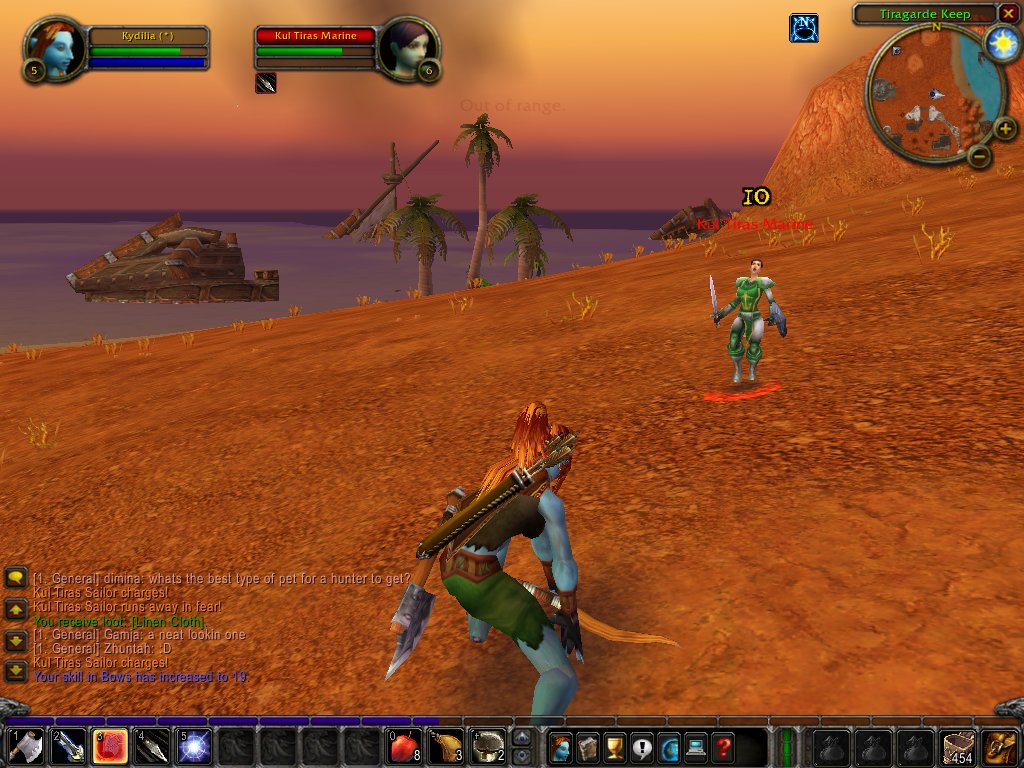 Kydilia (*)
5
Kul Tiras Marine
6
N
Tiragarde Keep
N
Out of range.
10
Kul Tiras Marine
[1. General] dimina: whats the best type of pet for a hunter to get?
Kul Tiras Sailor charges!
Kul Tiras Sailor runs away in fear!
You receive loot: [Linen Cloth].
[1. General] Gamja: a neat lookin one
[1. General] Zhuntah: :D
Kul Tiras Sailor charges!
Your skill in Bows has increased to 19.
1 2 3 4 5 0 8 - 3 + 2 454